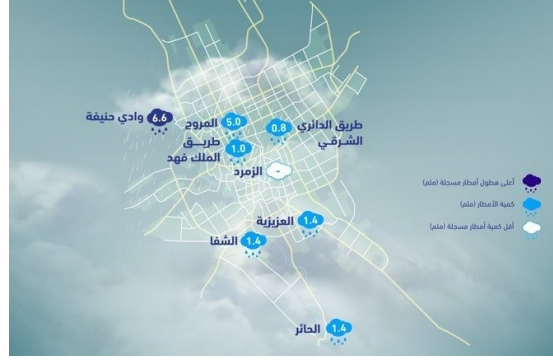 6.6
وادي حنيفة
5.0
المروج
0.8
طريق الدائري
الشرقي
1.0
طريــق
الملك فهد
-
الزمرد
1.4
العزيزية
1.4
الشفا
1.4
الحائر
أعلى هطول أمطار مسجلة (ملم)
كمية الأمطار (ملم)
أقل كمية أمطار مسجلة (ملم)